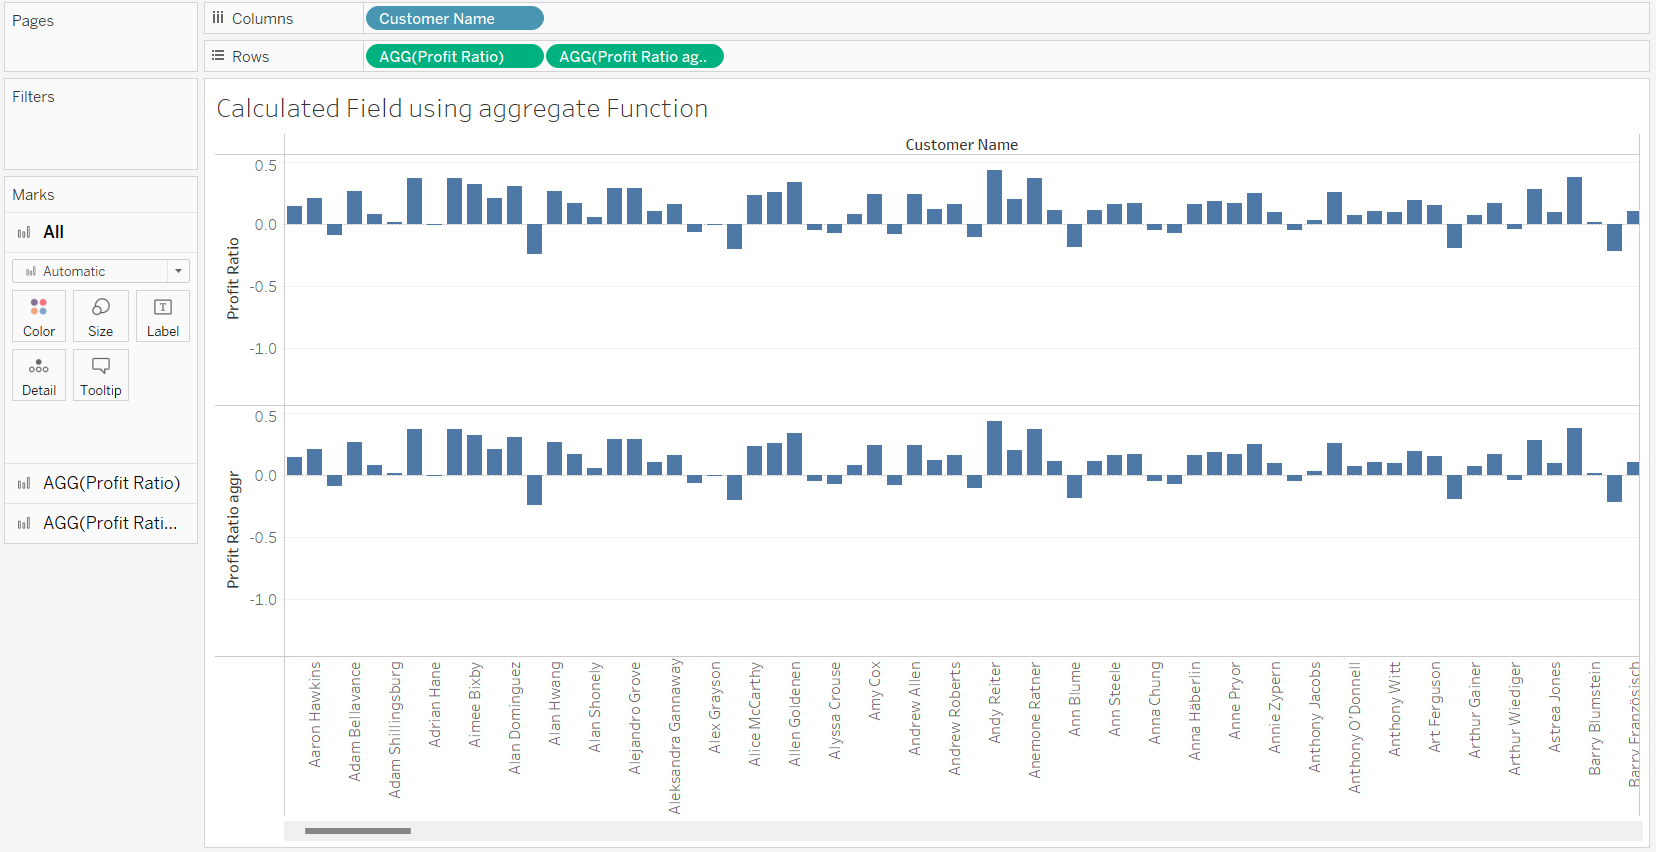 Pages
Columns
Customer Name
Rows
AGG(Profit Ratio)
AGG(Profit Ratio ag..
Filters
Marks
All
Automatic
Color
Size
Label
Detail
Tooltip
AGG(Profit Ratio)
AGG(Profit Rati...
Calculated Field using aggregate Function
Customer Name
Profit Ratio
0.5
0.0
-0.5
-1.0
Profit Ratio aggr
0.5
0.0
-0.5
-1.0
Aaron Hawkins
Adam Bellavance
Adam Shillingsburg
Adrian Hane
Aimee Bixby
Alan Dominguez
Alan Hwang
Alan Shonely
Alejandro Grove
Aleksandra Gannaway
Alex Grayson
Alice McCarthy
Allen Goldenen
Alyssa Crouse
Amy Cox
Andrew Allen
Andrew Roberts
Andy Reiter
Anemone Ratner
Ann Blume
Ann Steele
Anna Chung
Anna Häberlin
Anne Pryor
Annie Zypern
Anthony Jacobs
Anthony O'Donnell
Anthony Witt
Art Ferguson
Arthur Gainer
Arthur Wiediger
Astrea Jones
Barry Blumstein
Barry Französisch